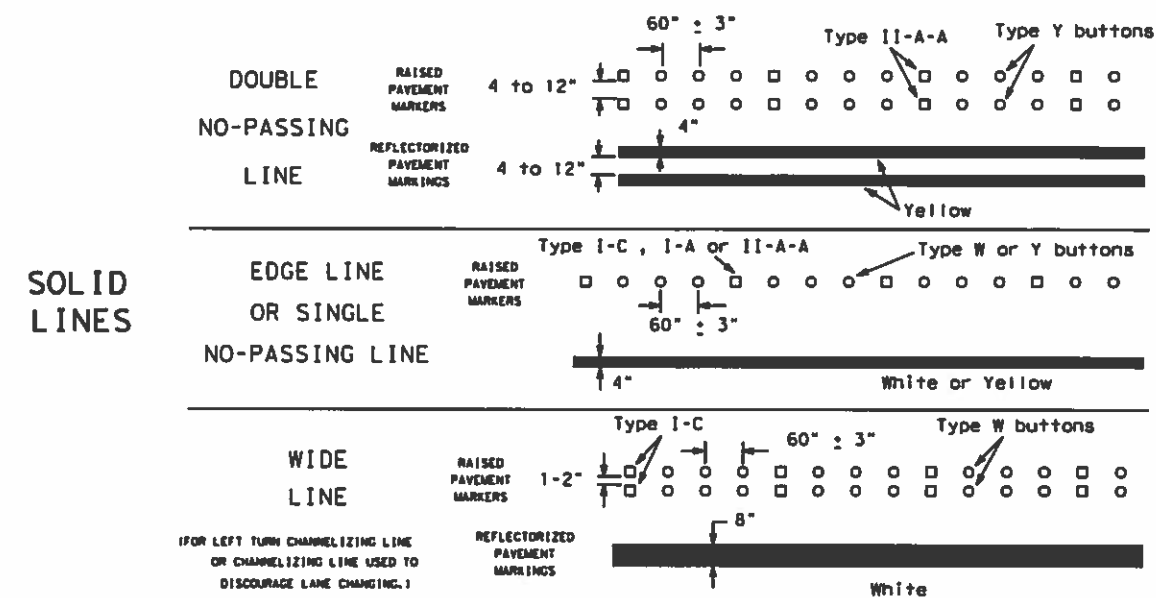 SOLID
LINES
DOUBLE
NO-PASSING
LINE
RAISED
PAVEMENT
MARKERS
4 to 12"
60" ± 3"
Type II-A-A
Type Y buttons
REFLECTORIZED
PAVEMENT
MARKINGS
4 to 12"
4"
Yellow
EDGE LINE
OR SINGLE
NO-PASSING LINE
RAISED
PAVEMENT
MARKERS
Type I-C , I-A or II-A-A
Type W or Y buttons
60" ± 3"
4"
White or Yellow
WIDE
LINE
(FOR LEFT TURN CHANNELIZING LINE
OR CHANNELIZING LINE USED TO
DISCOURAGE LANE CHANGING.)
RAISED
PAVEMENT
MARKERS
1-2"
Type I-C
60" ± 3"
Type W buttons
REFLECTORIZED
PAVEMENT
MARKINGS
8"
White